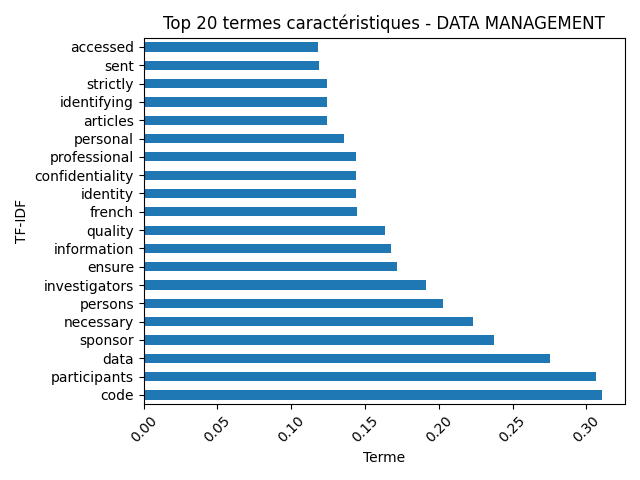 Top 20 termes caractéristiques - DATA MANAGEMENT
accessed
sent
strictly
identifying
articles
personal
professional
confidentiality
identity
french
quality
information
ensure
investigators
persons
necessary
sponsor
data
participants
code
TF-IDF
0.00 0.05 0.10 0.15 0.20 0.25 0.30
Terme